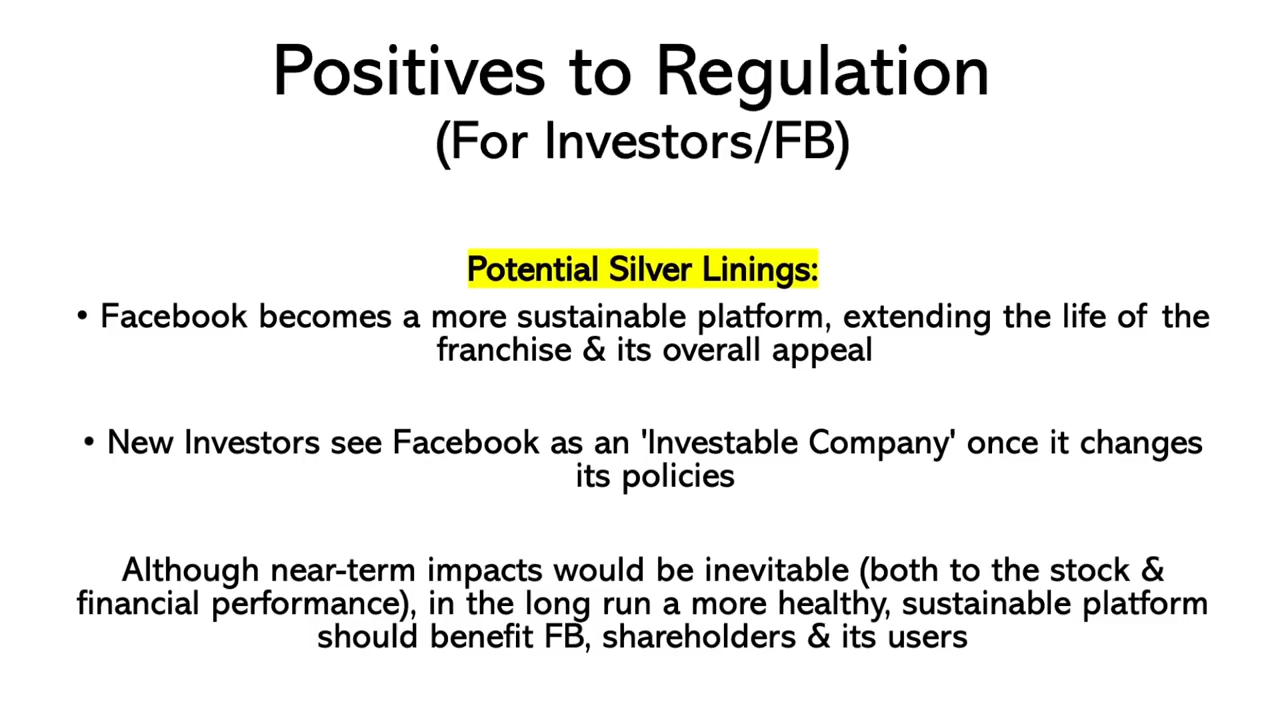 Positives to Regulation
(For Investors/FB)
Potential Silver Linings:
• Facebook becomes a more sustainable platform, extending the life of the
franchise & its overall appeal
• New Investors see Facebook as an 'Investable Company' once it changes
its policies
Although near-term impacts would be inevitable (both to the stock &
financial performance), in the long run a more healthy, sustainable platform
should benefit FB, shareholders & its users